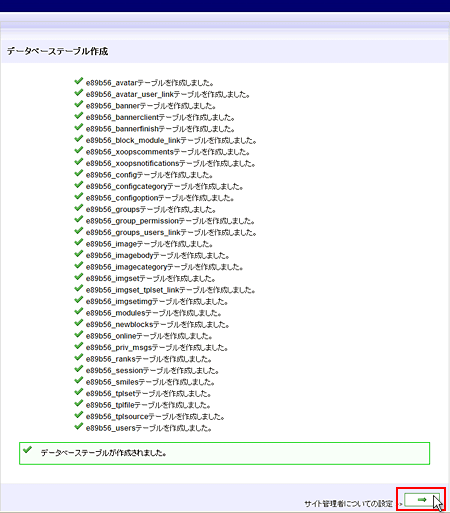 データベーステーブル作成
e89b56_avatarテーブルを作成しました。
e89b56_avatar_user_linkテーブルを作成しました。
e89b56_bannerテーブルを作成しました。
e89b56_bannerclientテーブルを作成しました。
e89b56_bannerfinishテーブルを作成しました。
e89b56_block_module_linkテーブルを作成しました。
e89b56_xoopscommentsテーブルを作成しました。
e89b56_xoopsnotificationsテーブルを作成しました。
e89b56_configテーブルを作成しました。
e89b56_configcategoryテーブルを作成しました。
e89b56_configoptionテーブルを作成しました。
e89b56_groupsテーブルを作成しました。
e89b56_group_permissionテーブルを作成しました。
e89b56_groups_users_linkテーブルを作成しました。
e89b56_imageテーブルを作成しました。
e89b56_imagebodyテーブルを作成しました。
e89b56_imagecategoryテーブルを作成しました。
e89b56_imgsetテーブルを作成しました。
e89b56_imgset_tplset_linkテーブルを作成しました。
e89b56_imgsetimgテーブルを作成しました。
e89b56_modulesテーブルを作成しました。
e89b56_newblocksテーブルを作成しました。
e89b56_onlineテーブルを作成しました。
e89b56_priv_msgsテーブルを作成しました。
e89b56_ranksテーブルを作成しました。
e89b56_sessionテーブルを作成しました。
e89b56_smilesテーブルを作成しました。
e89b56_tplsetテーブルを作成しました。
e89b56_tplfileテーブルを作成しました。
e89b56_tplsourceテーブルを作成しました。
e89b56_usersテーブルを作成しました。
データベーステーブルが作成されました。
サイト管理者についての設定